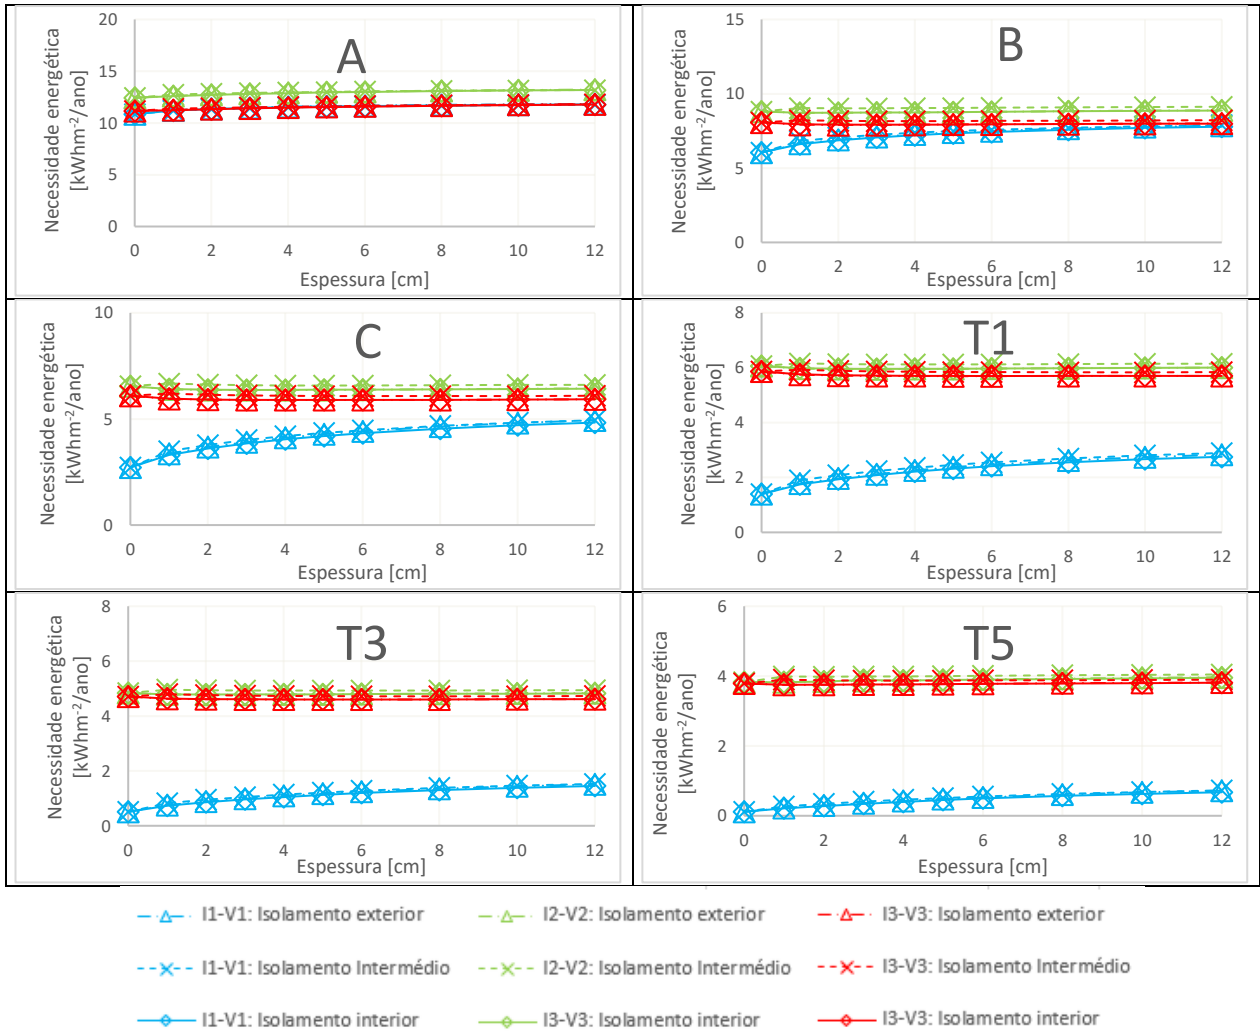 Necessidade energética
[kWhm-2/ano]
20
15
10
5
0
A
0 2 4 6 8 10 12
Espessura [cm]
Necessidade energética
[kWhm-2/ano]
15
10
5
0
B
0 2 4 6 8 10 12
Espessura [cm]
Necessidade energética
[kWhm-2/ano]
10
5
0
C
0 2 4 6 8 10 12
Espessura [cm]
Necessidade energética
[kWhm-2/ano]
8
6
4
2
0
T1
0 2 4 6 8 10 12
Espessura [cm]
Necessidade energética
[kWhm-2/ano]
8
6
4
2
0
T3
0 2 4 6 8 10 12
Espessura [cm]
Necessidade energética
[kWhm-2/ano]
6
4
2
0
T5
0 2 4 6 8 10 12
Espessura [cm]
I1-V1: Isolamento exterior
I2-V2: Isolamento exterior
I3-V3: Isolamento exterior
I1-V1: Isolamento Intermédio
I2-V2: Isolamento Intermédio
I3-V3: Isolamento Intermédio
I1-V1: Isolamento interior
I3-V3: Isolamento interior
I3-V3: Isolamento interior